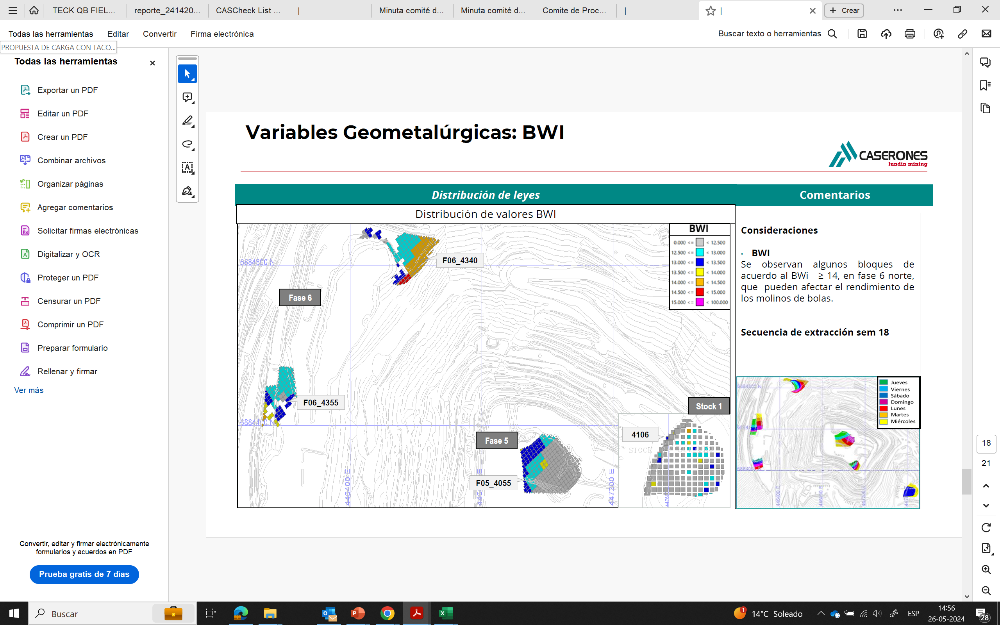 TECK QB FIEL...
reporte_241420...
CASCheck List ...
Minuta comité d...
Minuta comité d...
Comite de Proc...
Crear
Todas las herramientas
Editar
Convertir
Firma electrónica
Buscar texto o herramientas
PROPUESTA DE CARGA CON TACO...
Todas las herramientas
Exportar un PDF
Editar un PDF
Crear un PDF
Combinar archivos
Organizar páginas
Agregar comentarios
Solicitar firmas electrónicas
Digitalizar y OCR
Proteger un PDF
Censurar un PDF
Comprimir un PDF
Preparar formulario
Rellenar y firmar
Ver más
Convertir, editar y firmar electrónicamente
formularios y acuerdos en PDF
Prueba gratis de 7 días
Variables Geometalúrgicas: BWI
CASERONES
lundin mining
Distribución de leyes
Comentarios
Distribución de valores BWI
BWI
0.000 <= < 12.500
12.500 <= < 13.000
13.000 <= < 13.500
13.500 <= < 14.000
14.000 <= < 14.500
14.500 <= < 15.000
15.000 <= < 100.000
6884800 N
F06_4340
Fase 6
F06_4355
6884400 N
Fase 5
F05_4055
446400 E
447200 E
Stock 1
4106
STOCK
Consideraciones
· BWI
Se observan algunos bloques de
acuerdo al BWi ≥ 14, en fase 6 norte,
que pueden afectar el rendimiento de
los molinos de bolas.
Secuencia de extracción sem 18
Jueves
Viernes
Sábado
Domingo
Lunes
Martes
Miércoles
18
21
Buscar
1
14°C Soleado
ESP
14:56
26-05-2024
28